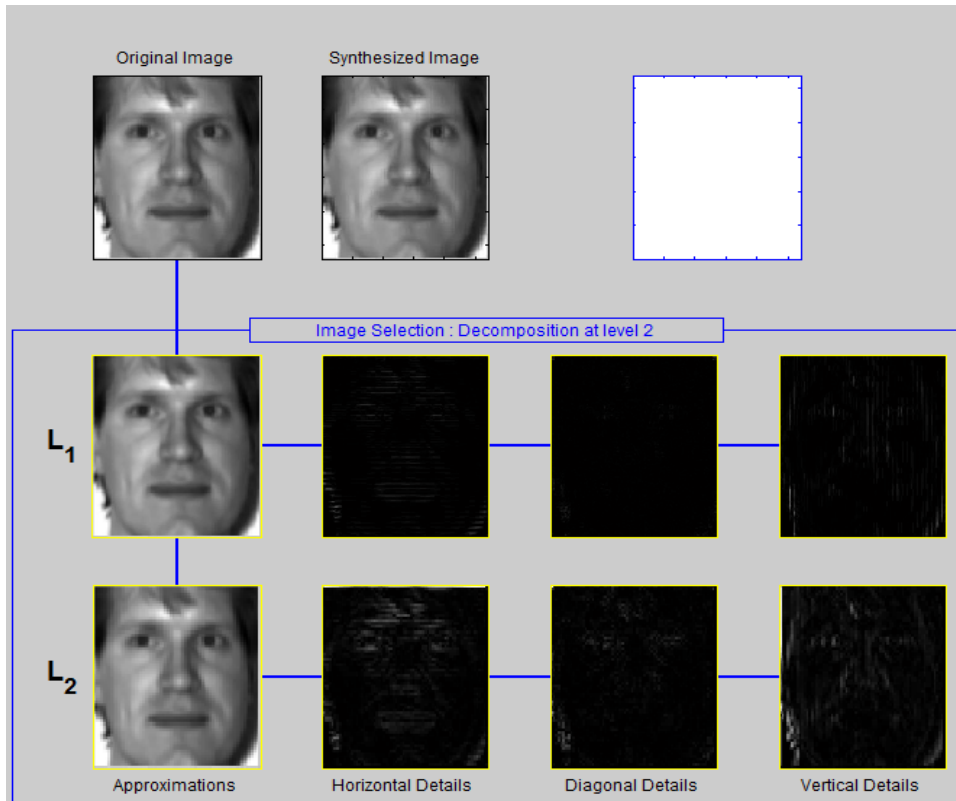 Original Image
Synthesized Image
Image Selection : Decomposition at level 2
L1
L2
Approximations
Horizontal Details
Diagonal Details
Vertical Details